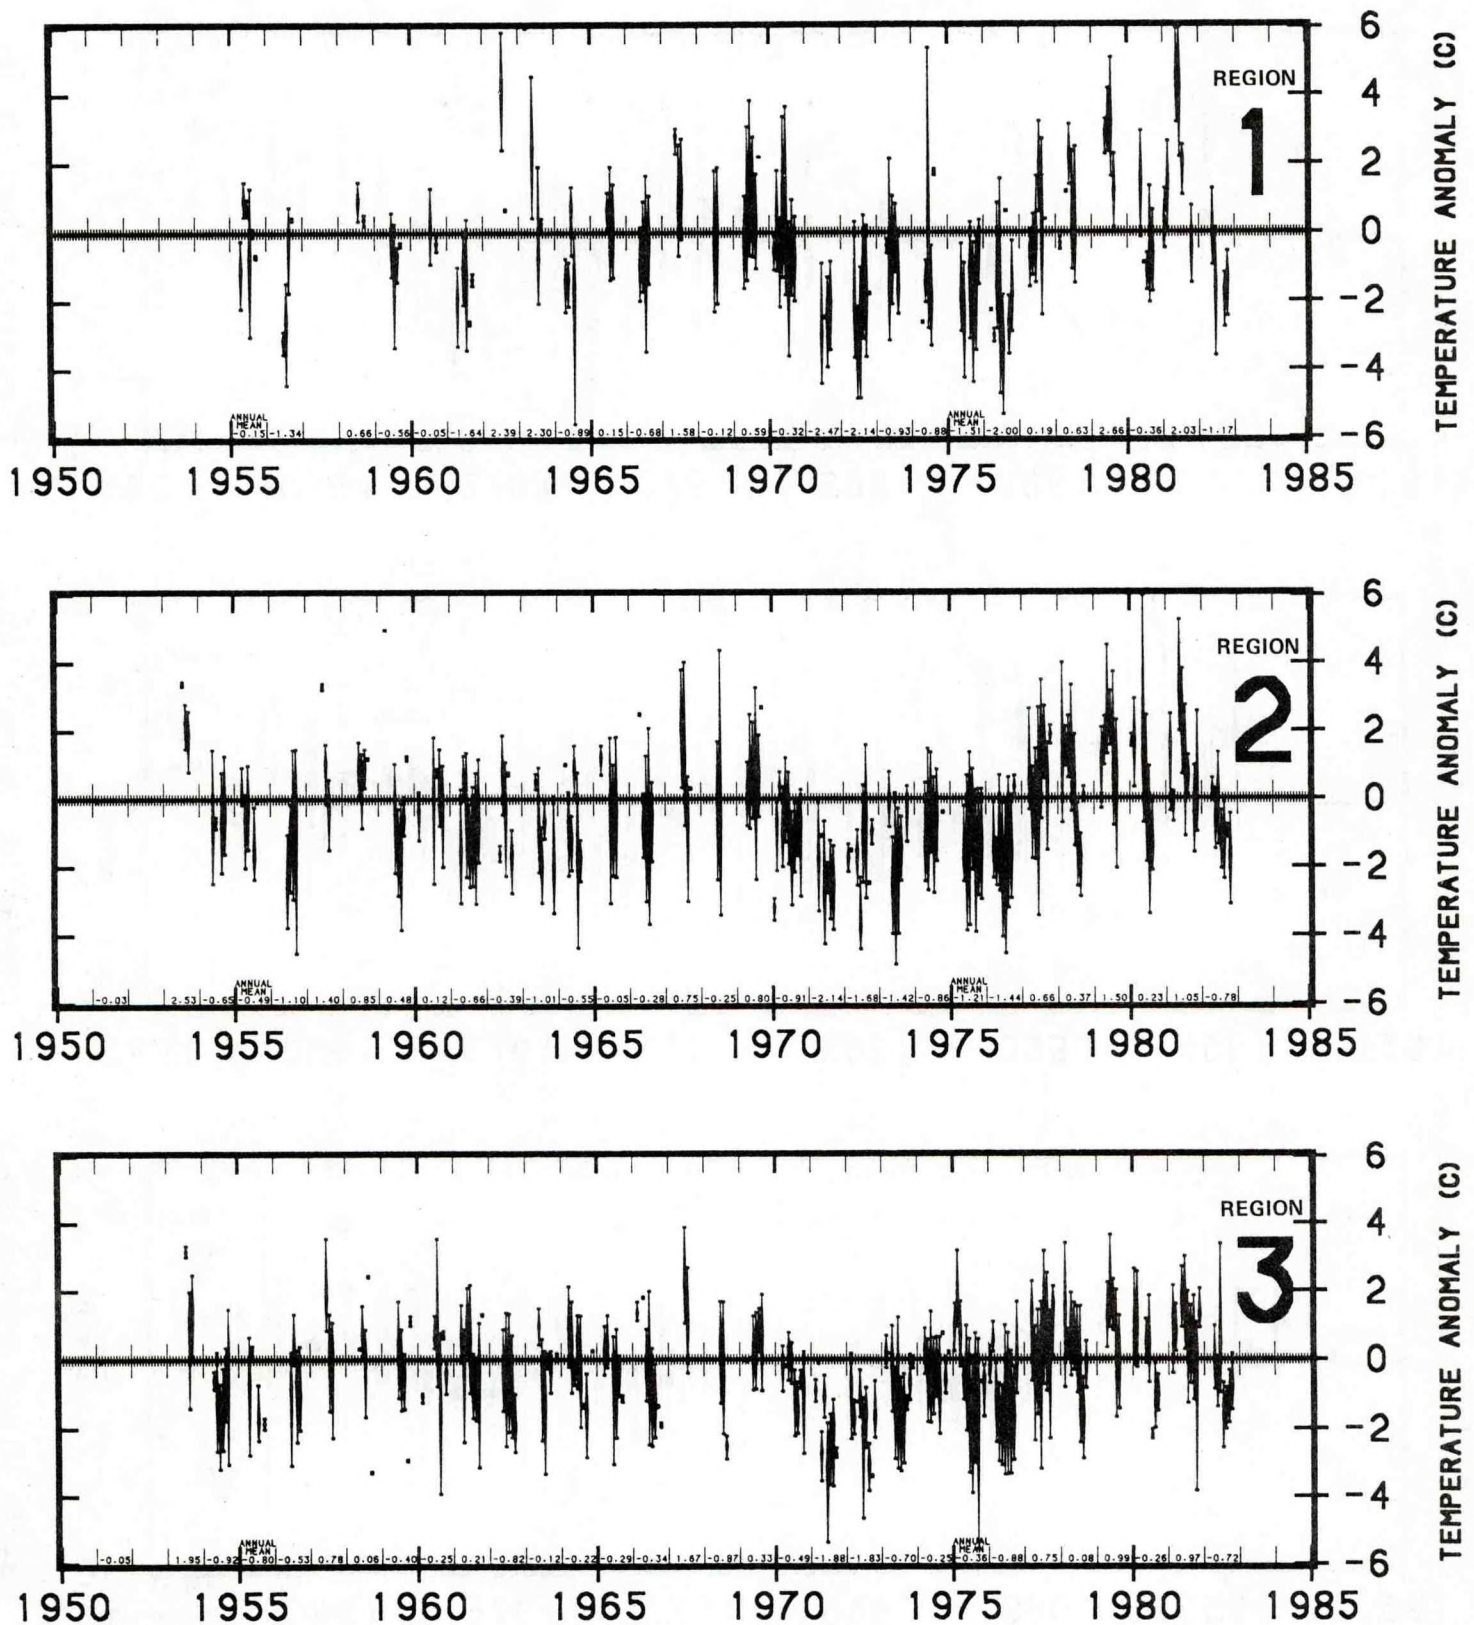 6
REGION
4
1
2
0
-2
-4
-6
TEMPERATURE ANOMALY (C)
ANNUAL MEAN
ANNUAL MEAN
-0.15 -1.34 0.66 -0.56 -0.05 -1.64 2.39 2.30 -0.89 0.15 -0.68 1.58 -0.12 0.59 -0.32 -2.47 -2.14 -0.93 -0.88 -1.51 -2.00 0.19 0.63 2.66 -0.36 2.03 -1.17
1950 1955 1960 1965 1970 1975 1980 1985
6
REGION
4
2
2
0
-2
-4
-6
TEMPERATURE ANOMALY (C)
ANNUAL MEAN
ANNUAL MEAN
-0.03 2.53 -0.65 -0.49 -1.10 1.40 0.85 0.48 0.12 -0.66 -0.39 -1.01 -0.55 -0.05 -0.28 0.75 -0.25 0.80 -0.91 -2.14 -1.68 -1.42 -0.86 -1.21 -1.44 0.66 0.37 1.50 0.23 1.05 -0.78
1950 1955 1960 1965 1970 1975 1980 1985
6
REGION
4
3
2
0
-2
-4
-6
TEMPERATURE ANOMALY (C)
ANNUAL MEAN
ANNUAL MEAN
-0.05 1.95 -0.92 -0.80 -0.53 0.78 0.06 -0.40 -0.25 0.21 -0.82 -0.12 -0.22 -0.29 -0.34 1.67 -0.87 0.33 -0.49 -1.88 -1.83 -0.70 -0.25 -0.36 -0.88 0.75 0.08 0.99 -0.26 0.97 -0.72
1950 1955 1960 1965 1970 1975 1980 1985